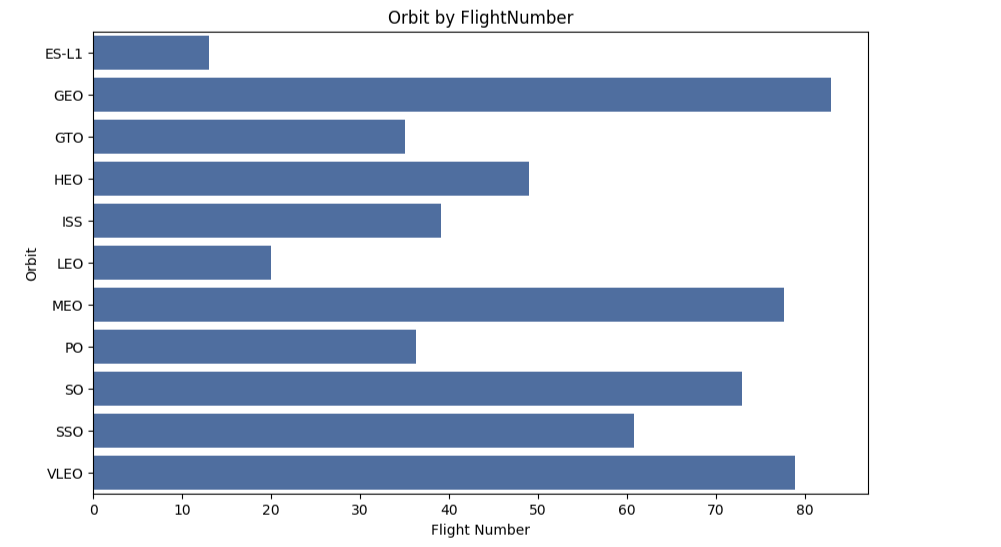 Orbit by FlightNumber
ES-L1
GEO
GTO
HEO
ISS
LEO
MEO
PO
SO
SSO
VLEO
Orbit
0 10 20 30 40 50 60 70 80
Flight Number